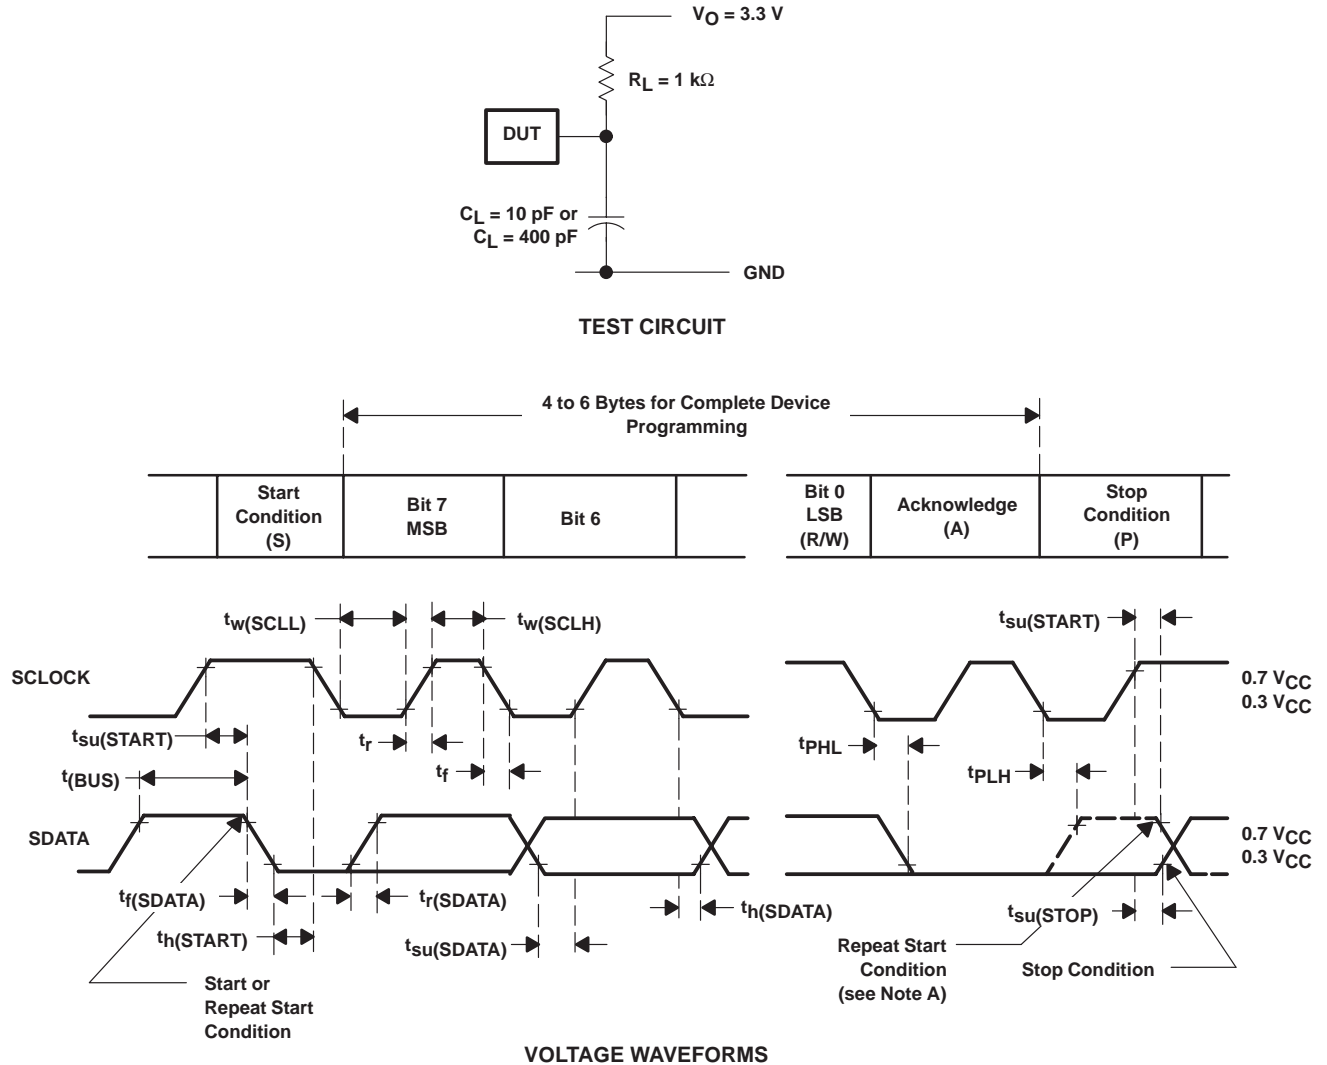 VO = 3.3 V
RL = 1 kΩ
DUT
CL = 10 pF or
CL = 400 pF
GND
TEST CIRCUIT
4 to 6 Bytes for Complete Device
Programming
Start
Condition
(S)
Bit 7
MSB
Bit 6
Bit 0
LSB
(R/W)
Acknowledge
(A)
Stop
Condition
(P)
tw(SCLL)
tw(SCLH)
tsu(START)
SCLOCK
0.7 VCC
0.3 VCC
tsu(START)
tr
tPHL
t(BUS)
tf
tPLH
SDATA
0.7 VCC
0.3 VCC
tf(SDATA)
tr(SDATA)
th(SDATA)
tsu(STOP)
th(START)
tsu(SDATA)
Repeat Start
Condition
(see Note A)
Stop Condition
Start or
Repeat Start
Condition
VOLTAGE WAVEFORMS